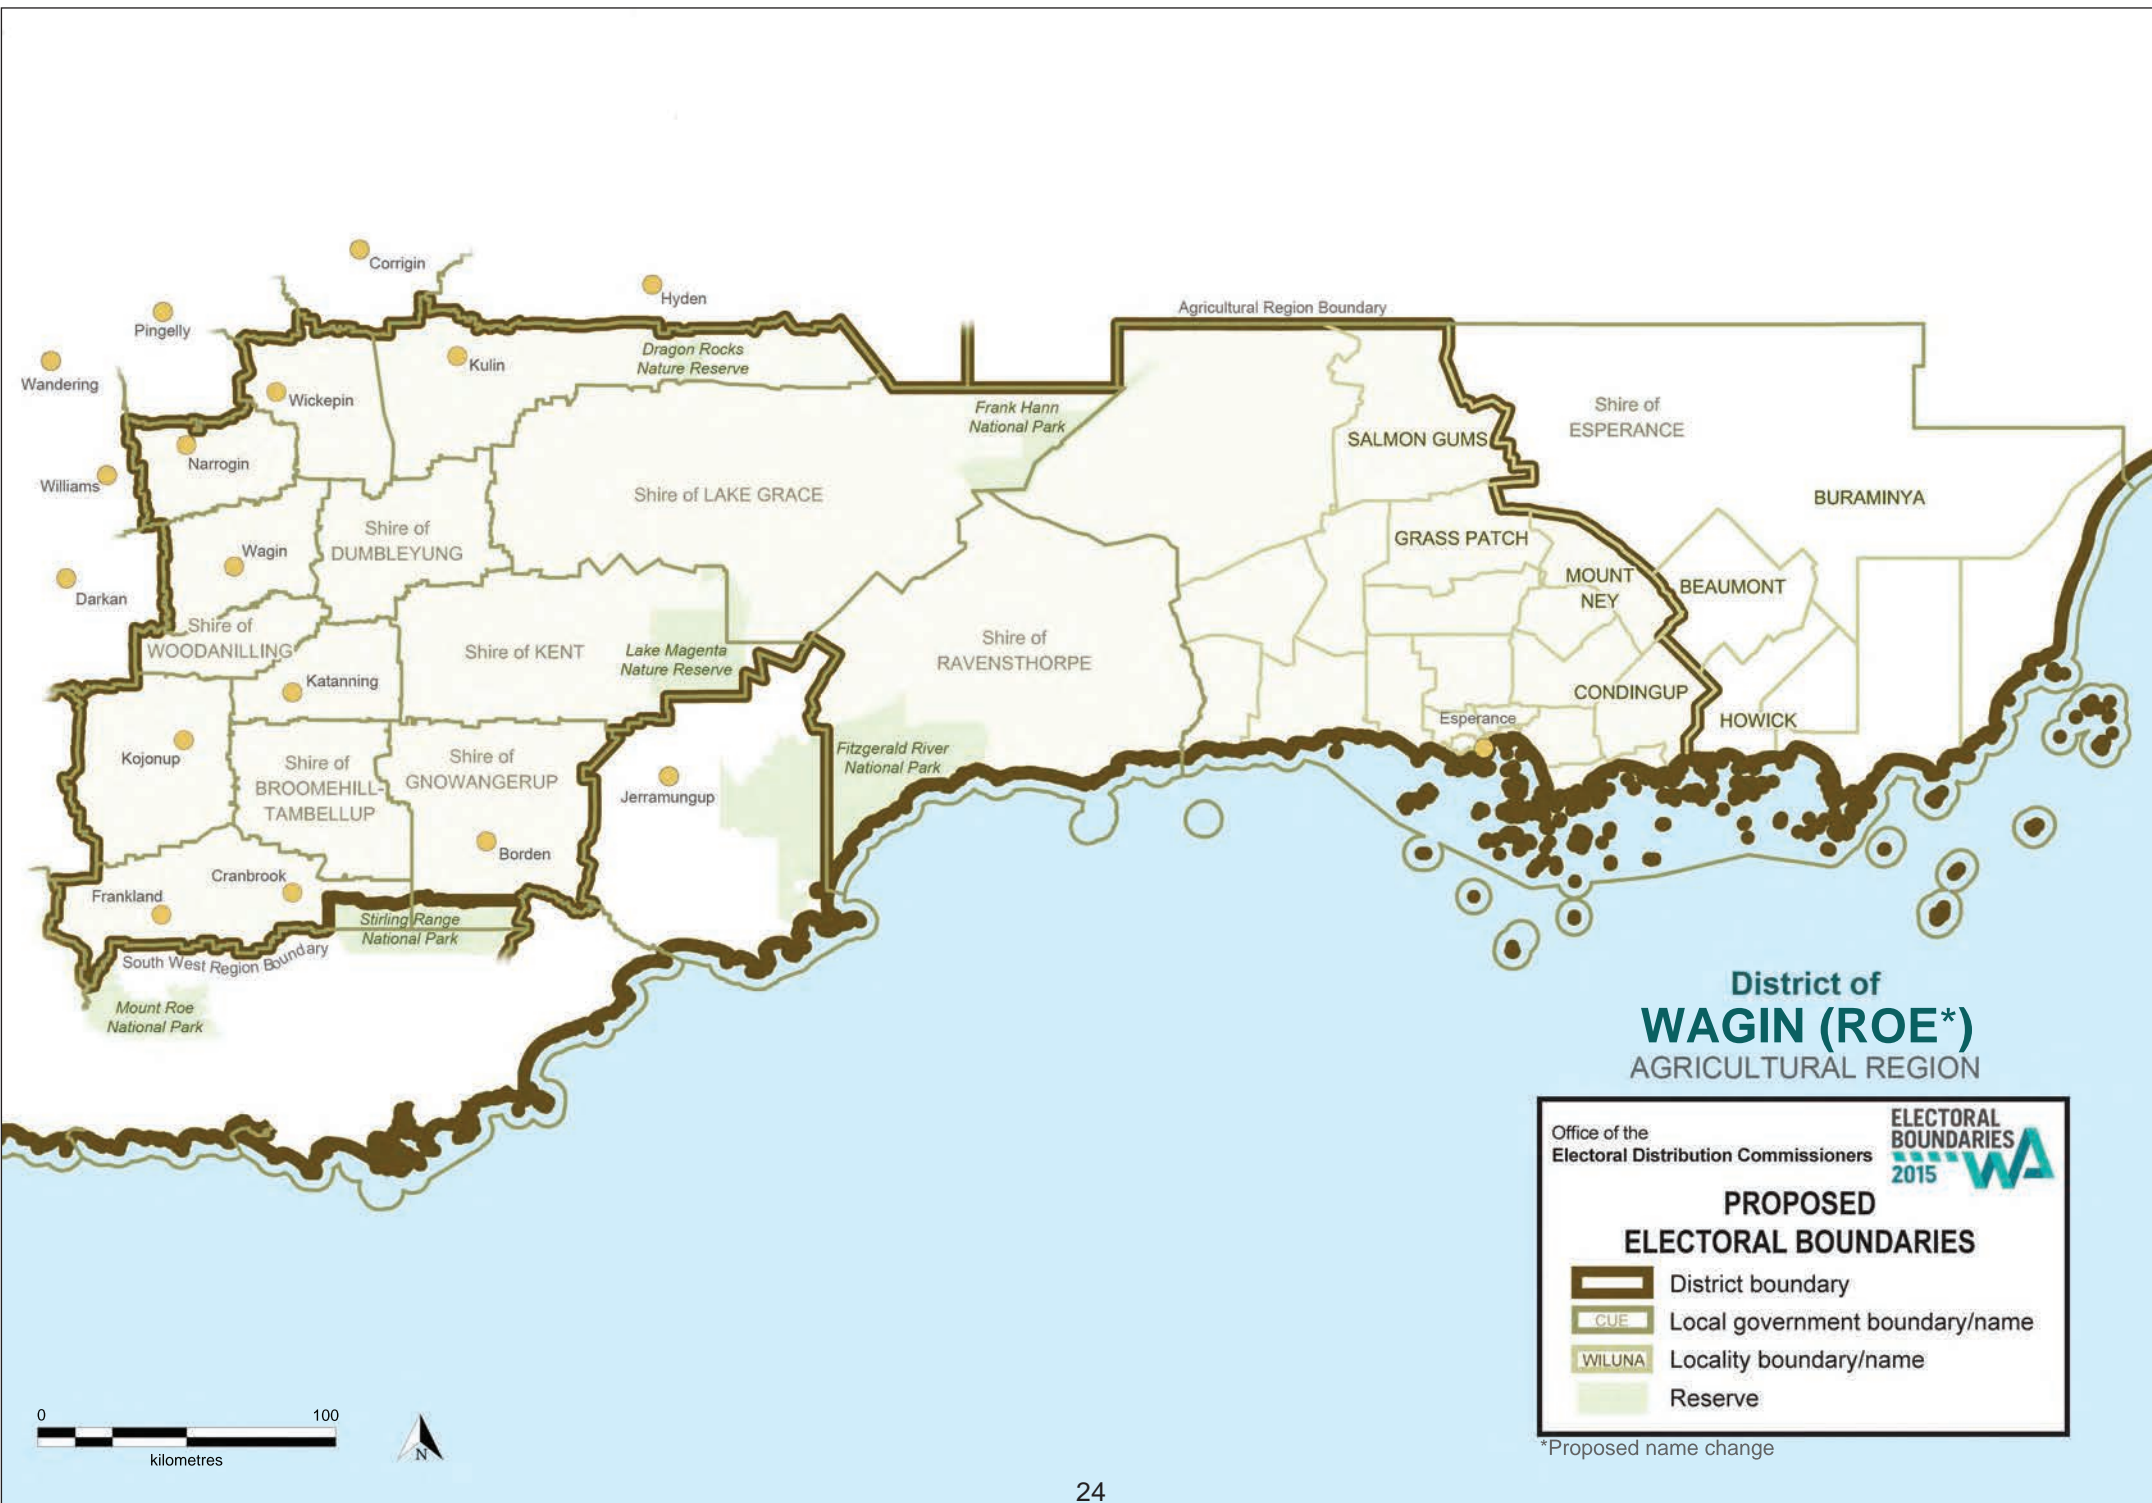 Corrigin
Hyden
Pingelly
Agricultural Region Boundary
Wandering
Kulin
Dragon Rocks
Nature Reserve
Wickepin
Frank Hann
National Park
Shire of
ESPERANCE
SALMON GUMS
Narrogin
Williams
Shire of LAKE GRACE
BURAMINYA
Shire of
DUMBLEYUNG
Wagin
GRASS PATCH
Darkan
MOUNT
NEY
BEAUMONT
Shire of
WOODANILLING
Shire of KENT
Lake Magenta
Nature Reserve
Shire of
RAVENSTHORPE
Katanning
CONDINGUP
Esperance
HOWICK
Kojonup
Shire of
BROOMEHILL-
TAMBELLUP
Shire of
GNOWANGERUP
Fitzgerald River
National Park
Jerramungup
Borden
Cranbrook
Frankland
Stirling Range
National Park
South West Region Boundary
Mount Roe
National Park
District of
WAGIN (ROE*)
AGRICULTURAL REGION
Office of the
Electoral Distribution Commissioners
ELECTORAL
BOUNDARIES
2015 WA
PROPOSED
ELECTORAL BOUNDARIES
District boundary
CUE Local government boundary/name
WILUNA Locality boundary/name
Reserve
*Proposed name change
0 100
kilometres
N
24